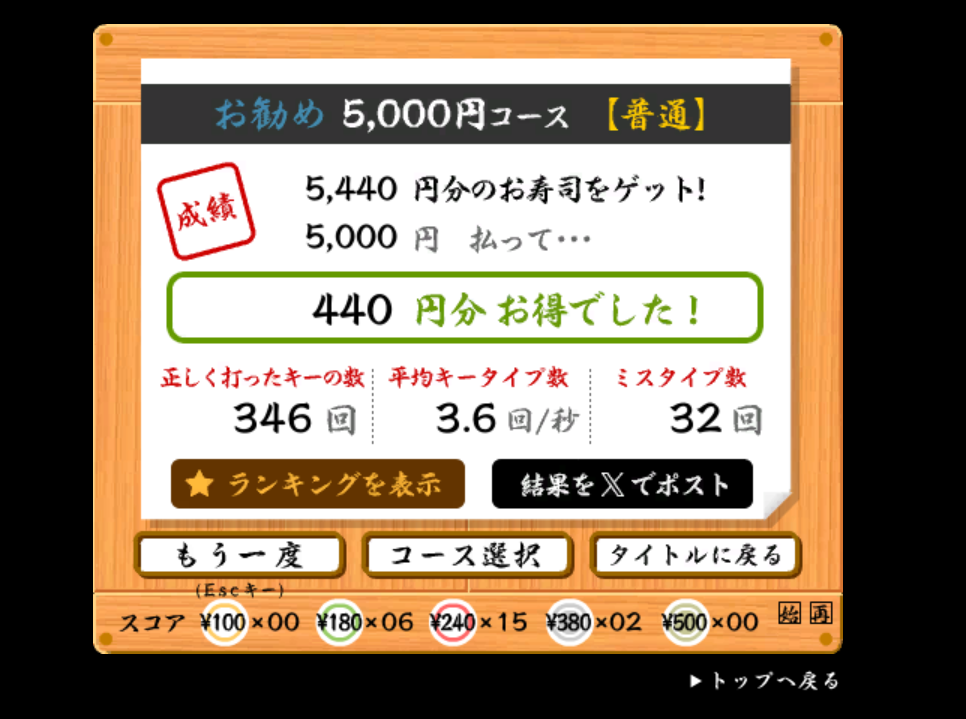 お勧め 5,000円コース 【普通】
成績
5,440 円分のお寿司をゲット!
5,000 円 払って・・・
440 円分 お得でした！
正しく打ったキーの数 平均キータイプ数 ミスタイプ数
346 回 3.6 回/秒 32 回
★ ランキングを表示 結果を𝕏でポスト
もう一度 コース選択 タイトルに戻る
(Escキー)
スコア ¥100×00 ¥180×06 ¥240×15 ¥380×02 ¥500×00 始 再
▶トップへ戻る